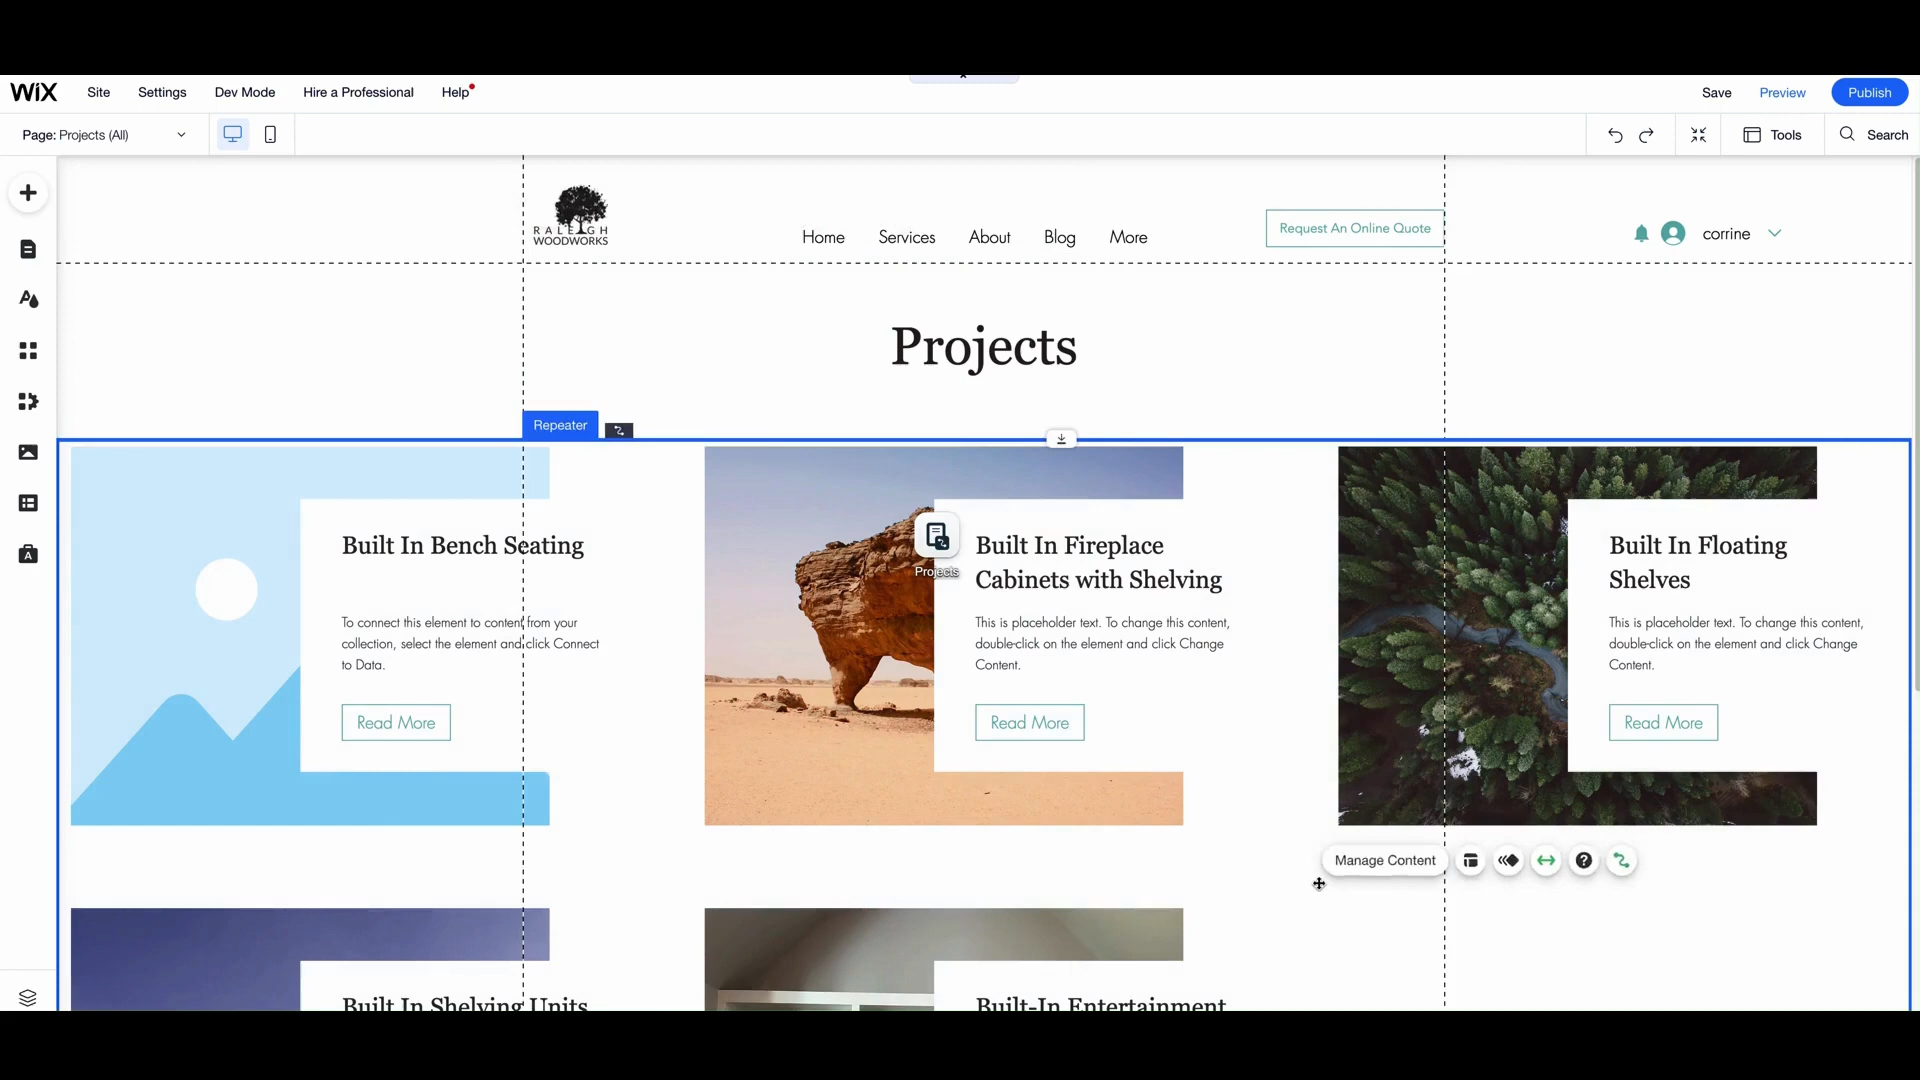 WiX Site Settings Dev Mode Hire a Professional Help Save Preview Publish
Page: Projects (All) Tools Search
RALEIGH
WOODWORKS
Home Services About Blog More
Request An Online Quote
corrine
Projects
Repeater
Built In Bench Seating
To connect this element to content from your
collection, select the element and click Connect
to Data.
Read More
Projects
Built In Fireplace
Cabinets with Shelving
This is placeholder text. To change this content,
double-click on the element and click Change
Content.
Read More
Built In Floating
Shelves
This is placeholder text. To change this content,
double-click on the element and click Change
Content.
Read More
Manage Content
Built In Shelving Units
Built-In Entertainment